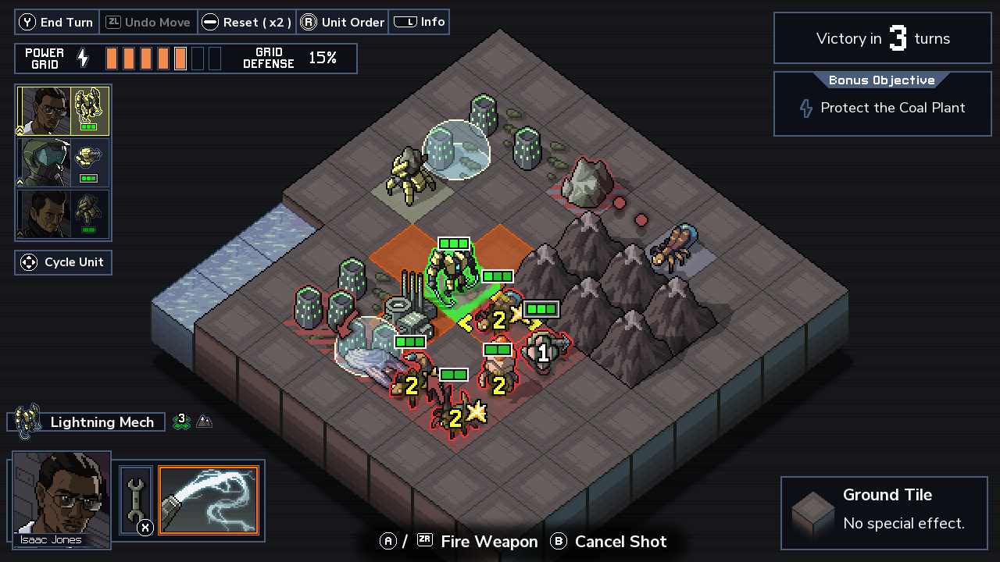 Y End Turn ZL Undo Move Reset ( x2 ) R Unit Order L Info
POWER GRID
GRID DEFENSE 15%
Victory in 3 turns
Bonus Objective
Protect the Coal Plant
Cycle Unit
2
1
2
2
2
Lightning Mech 3
X
Isaac Jones
A / ZR Fire Weapon B Cancel Shot
Ground Tile
No special effect.